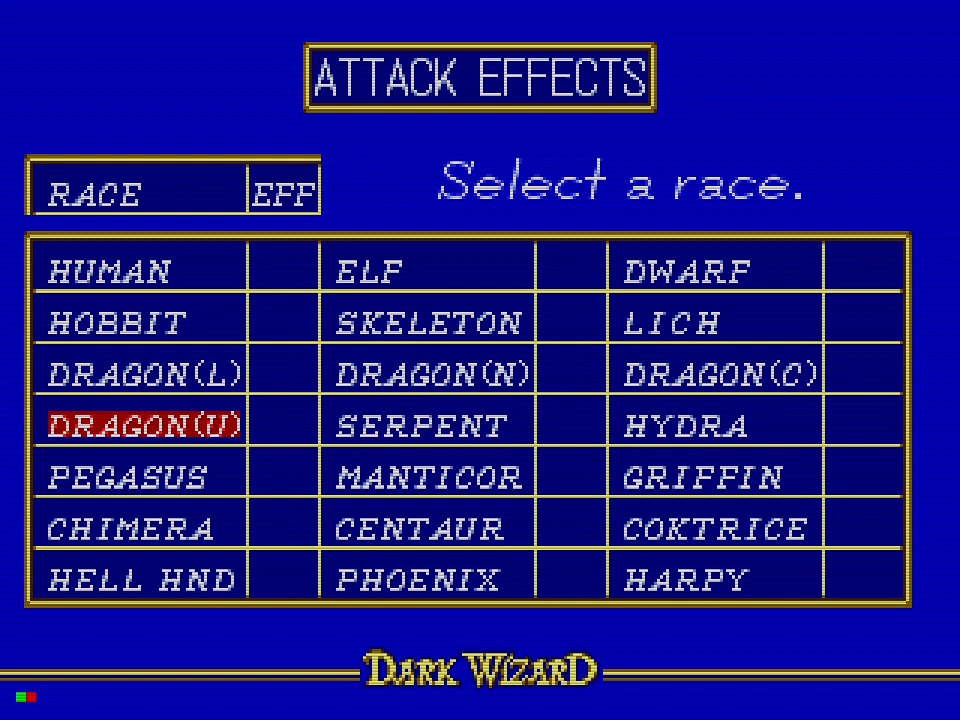 ATTACK EFFECTS
RACE EFF
Select a race.
HUMAN ELF DWARF
HOBBIT SKELETON LICH
DRAGON(L) DRAGON(N) DRAGON(C)
DRAGON(U) SERPENT HYDRA
PEGASUS MANTICOR GRIFFIN
CHIMERA CENTAUR COKTRICE
HELL HND PHOENIX HARPY
DARK WIZARD